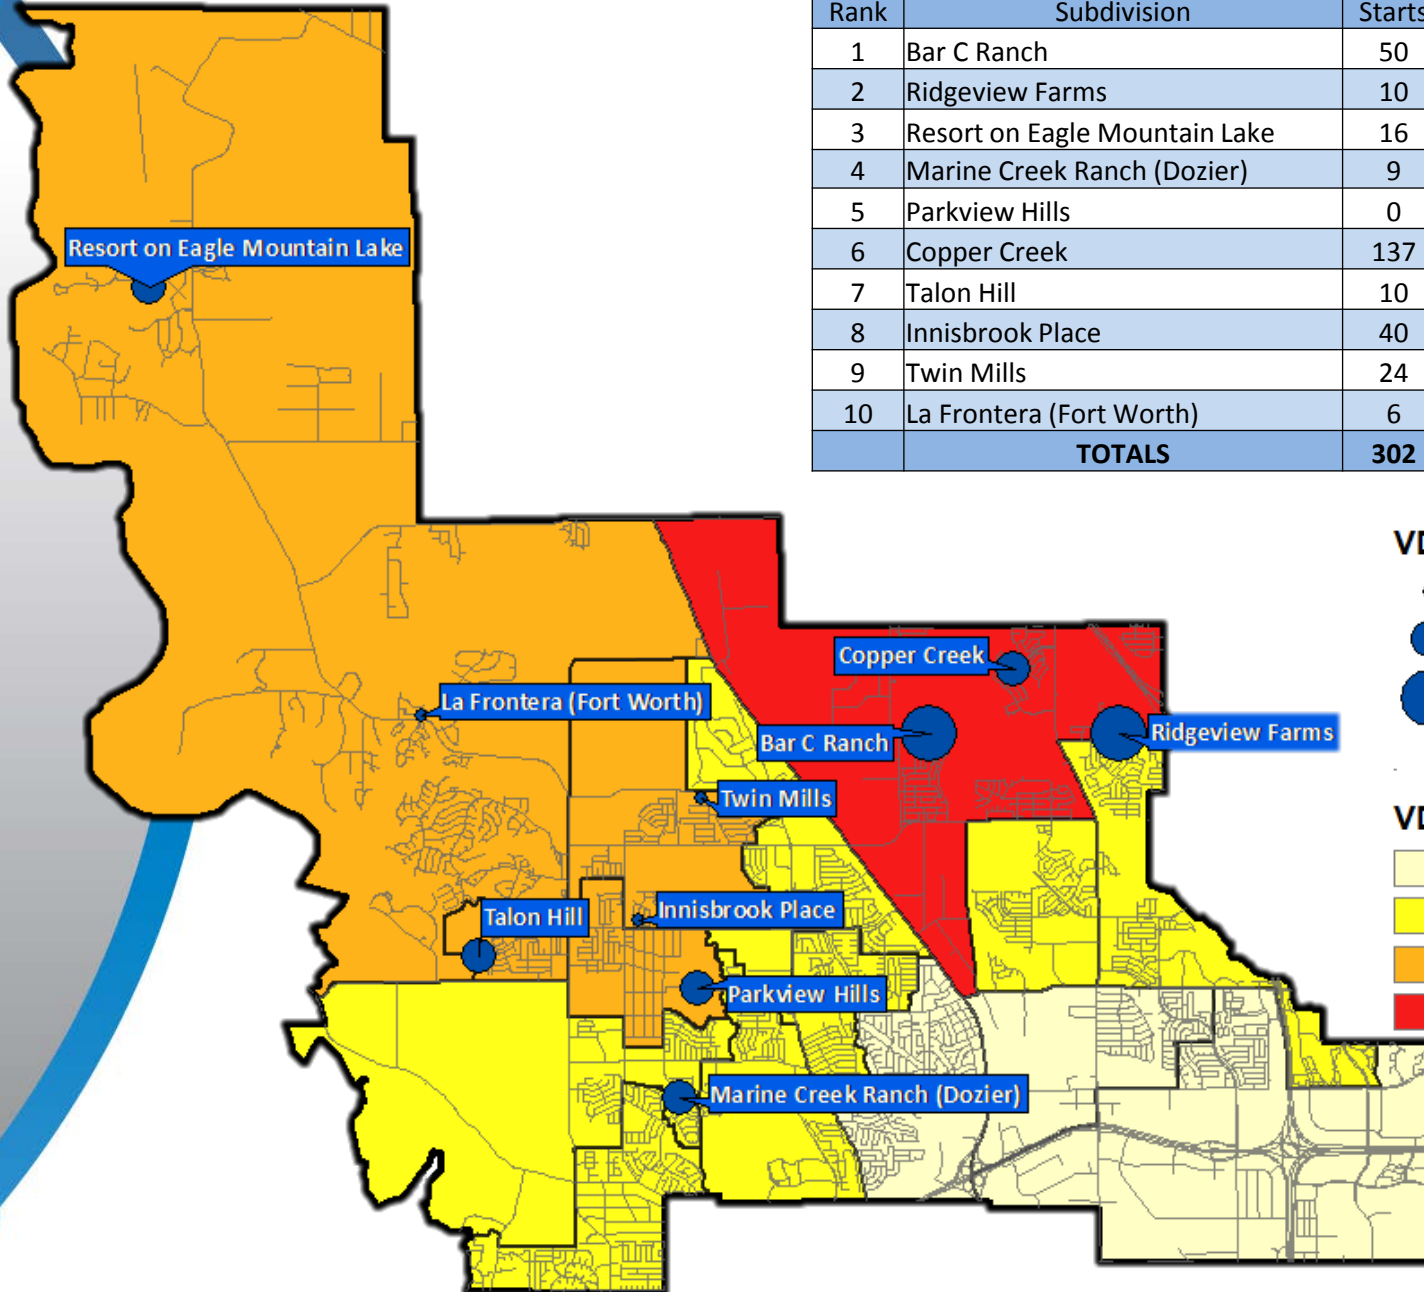 Rank Subdivision Starts
1 Bar C Ranch 50
2 Ridgeview Farms 10
3 Resort on Eagle Mountain Lake 16
4 Marine Creek Ranch (Dozier) 9
5 Parkview Hills 0
6 Copper Creek 137
7 Talon Hill 10
8 Innisbrook Place 40
9 Twin Mills 24
10 La Frontera (Fort Worth) 6
TOTALS 302
Resort on Eagle Mountain Lake
VD
Copper Creek
La Frontera (Fort Worth)
Bar C Ranch
Ridgeview Farms
Twin Mills
VD
Talon Hill
Innisbrook Place
Parkview Hills
Marine Creek Ranch (Dozier)